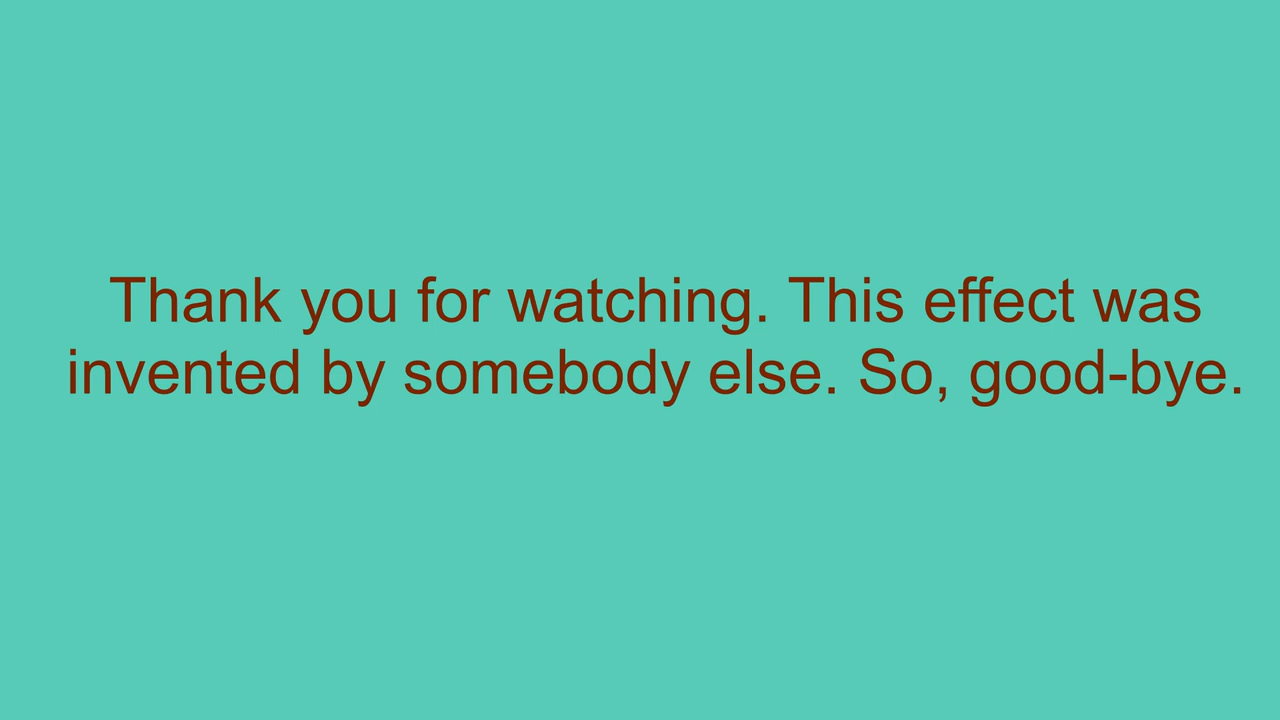 Thank you for watching. This effect was
invented by somebody else. So, good-bye.